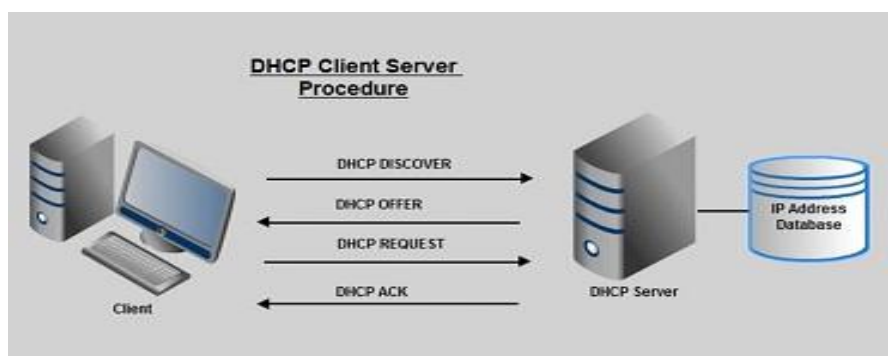 DHCP Client Server
Procedure
DHCP DISCOVER
DHCP OFFER
DHCP REQUEST
DHCP ACK
Client
DHCP Server
IP Address
Database